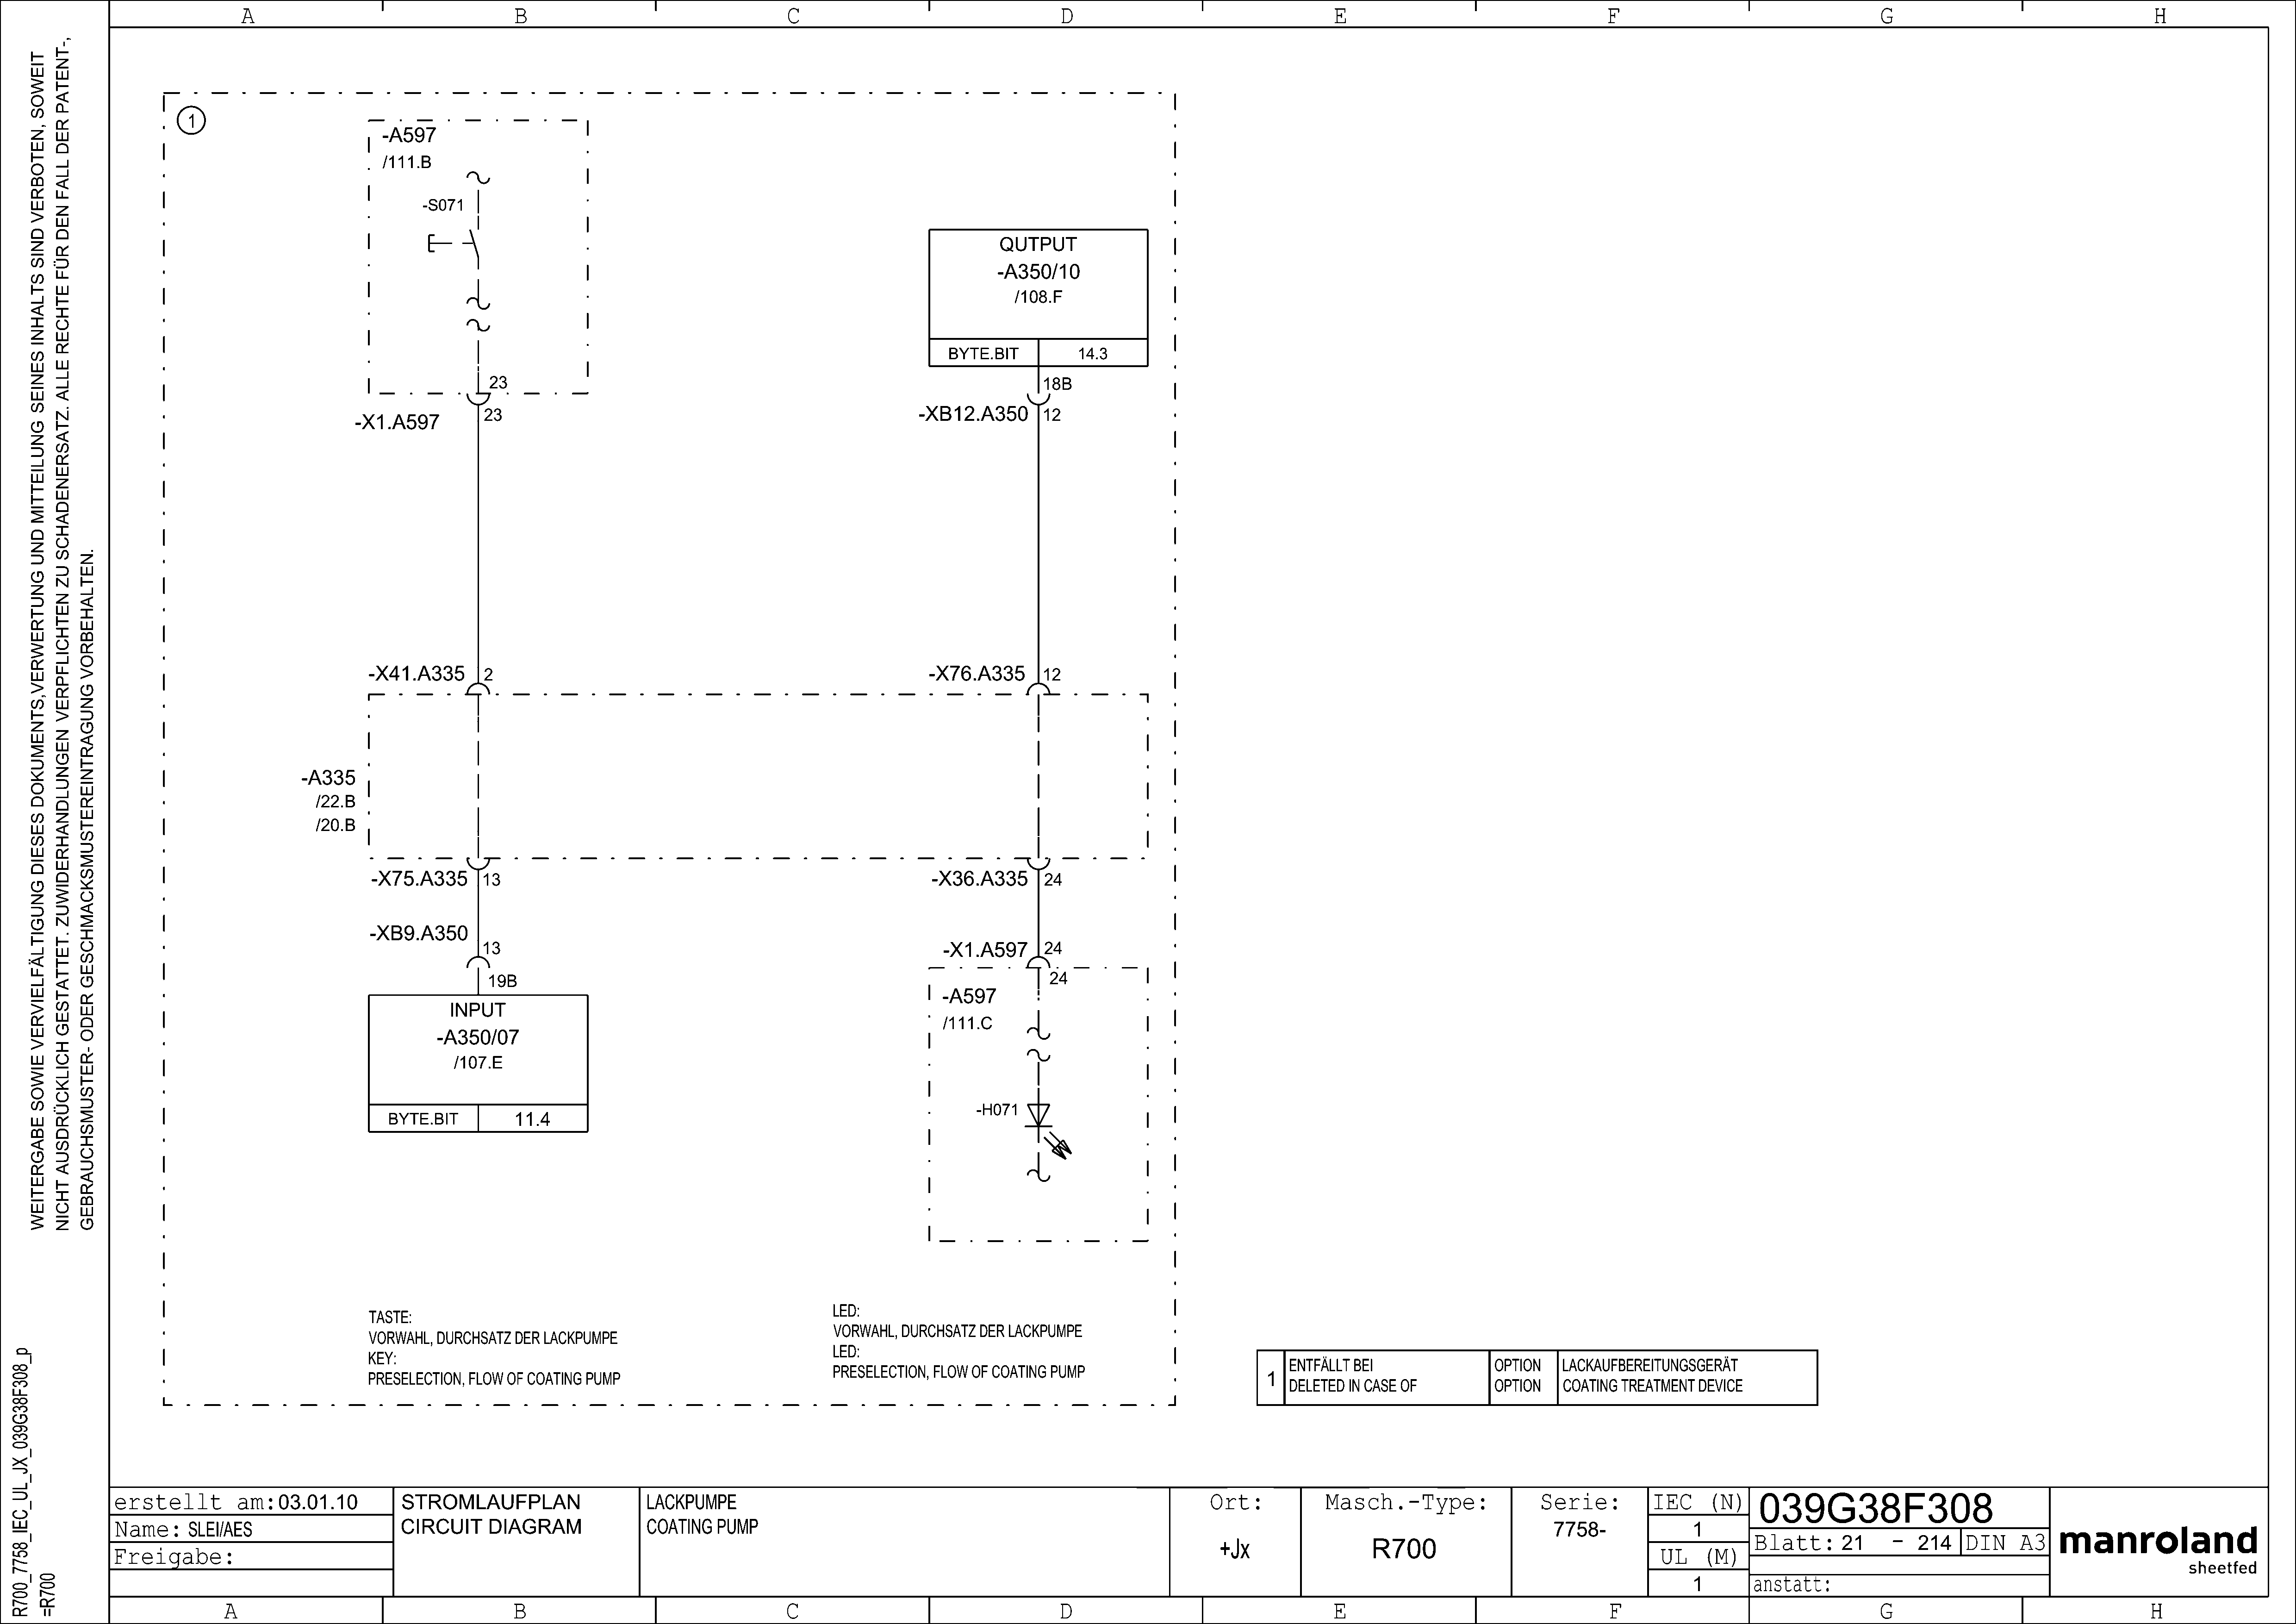 A B C D E F G H
WEITERGABE SOWIE VERVIELFÄLTIGUNG DIESES DOKUMENTS,VERWERTUNG UND MITTEILUNG SEINES INHALTS SIND VERBOTEN, SOWEIT
NICHT AUSDRÜCKLICH GESTATTET. ZUWIDERHANDLUNGEN VERPFLICHTEN ZU SCHADENERSATZ. ALLE RECHTE FÜR DEN FALL DER PATENT-,
GEBRAUCHSMUSTER- ODER GESCHMACKSMUSTEREINTRAGUNG VORBEHALTEN.
R700_7758_IEC_UL_JX_039G38F308_p
=R700
1
-A597
/111.B
-S071
23
-X1.A597 23
QUTPUT
-A350/10
/108.F
BYTE.BIT 14.3
18B
-XB12.A350 12
-X41.A335 2
-X76.A335 12
-A335
/22.B
/20.B
-X75.A335 13
-X36.A335 24
-XB9.A350
13
19B
INPUT
-A350/07
/107.E
BYTE.BIT 11.4
-X1.A597 24
24
-A597
/111.C
-H071
TASTE:
VORWAHL, DURCHSATZ DER LACKPUMPE
KEY:
PRESELECTION, FLOW OF COATING PUMP
LED:
VORWAHL, DURCHSATZ DER LACKPUMPE
LED:
PRESELECTION, FLOW OF COATING PUMP
1
ENTFÄLLT BEI OPTION LACKAUFBEREITUNGSGERÄT
DELETED IN CASE OF OPTION COATING TREATMENT DEVICE
erstellt am: 03.01.10
Name: SLEI/AES
Freigabe:
STROMLAUFPLAN
CIRCUIT DIAGRAM
LACKPUMPE
COATING PUMP
Ort:
+Jx
Masch.-Type:
R700
Serie:
7758-
IEC (N)
1
UL (M)
1
039G38F308
Blatt: 21 - 214 DIN A3
anstatt:
manroland
sheetfed
A B C D E F G H